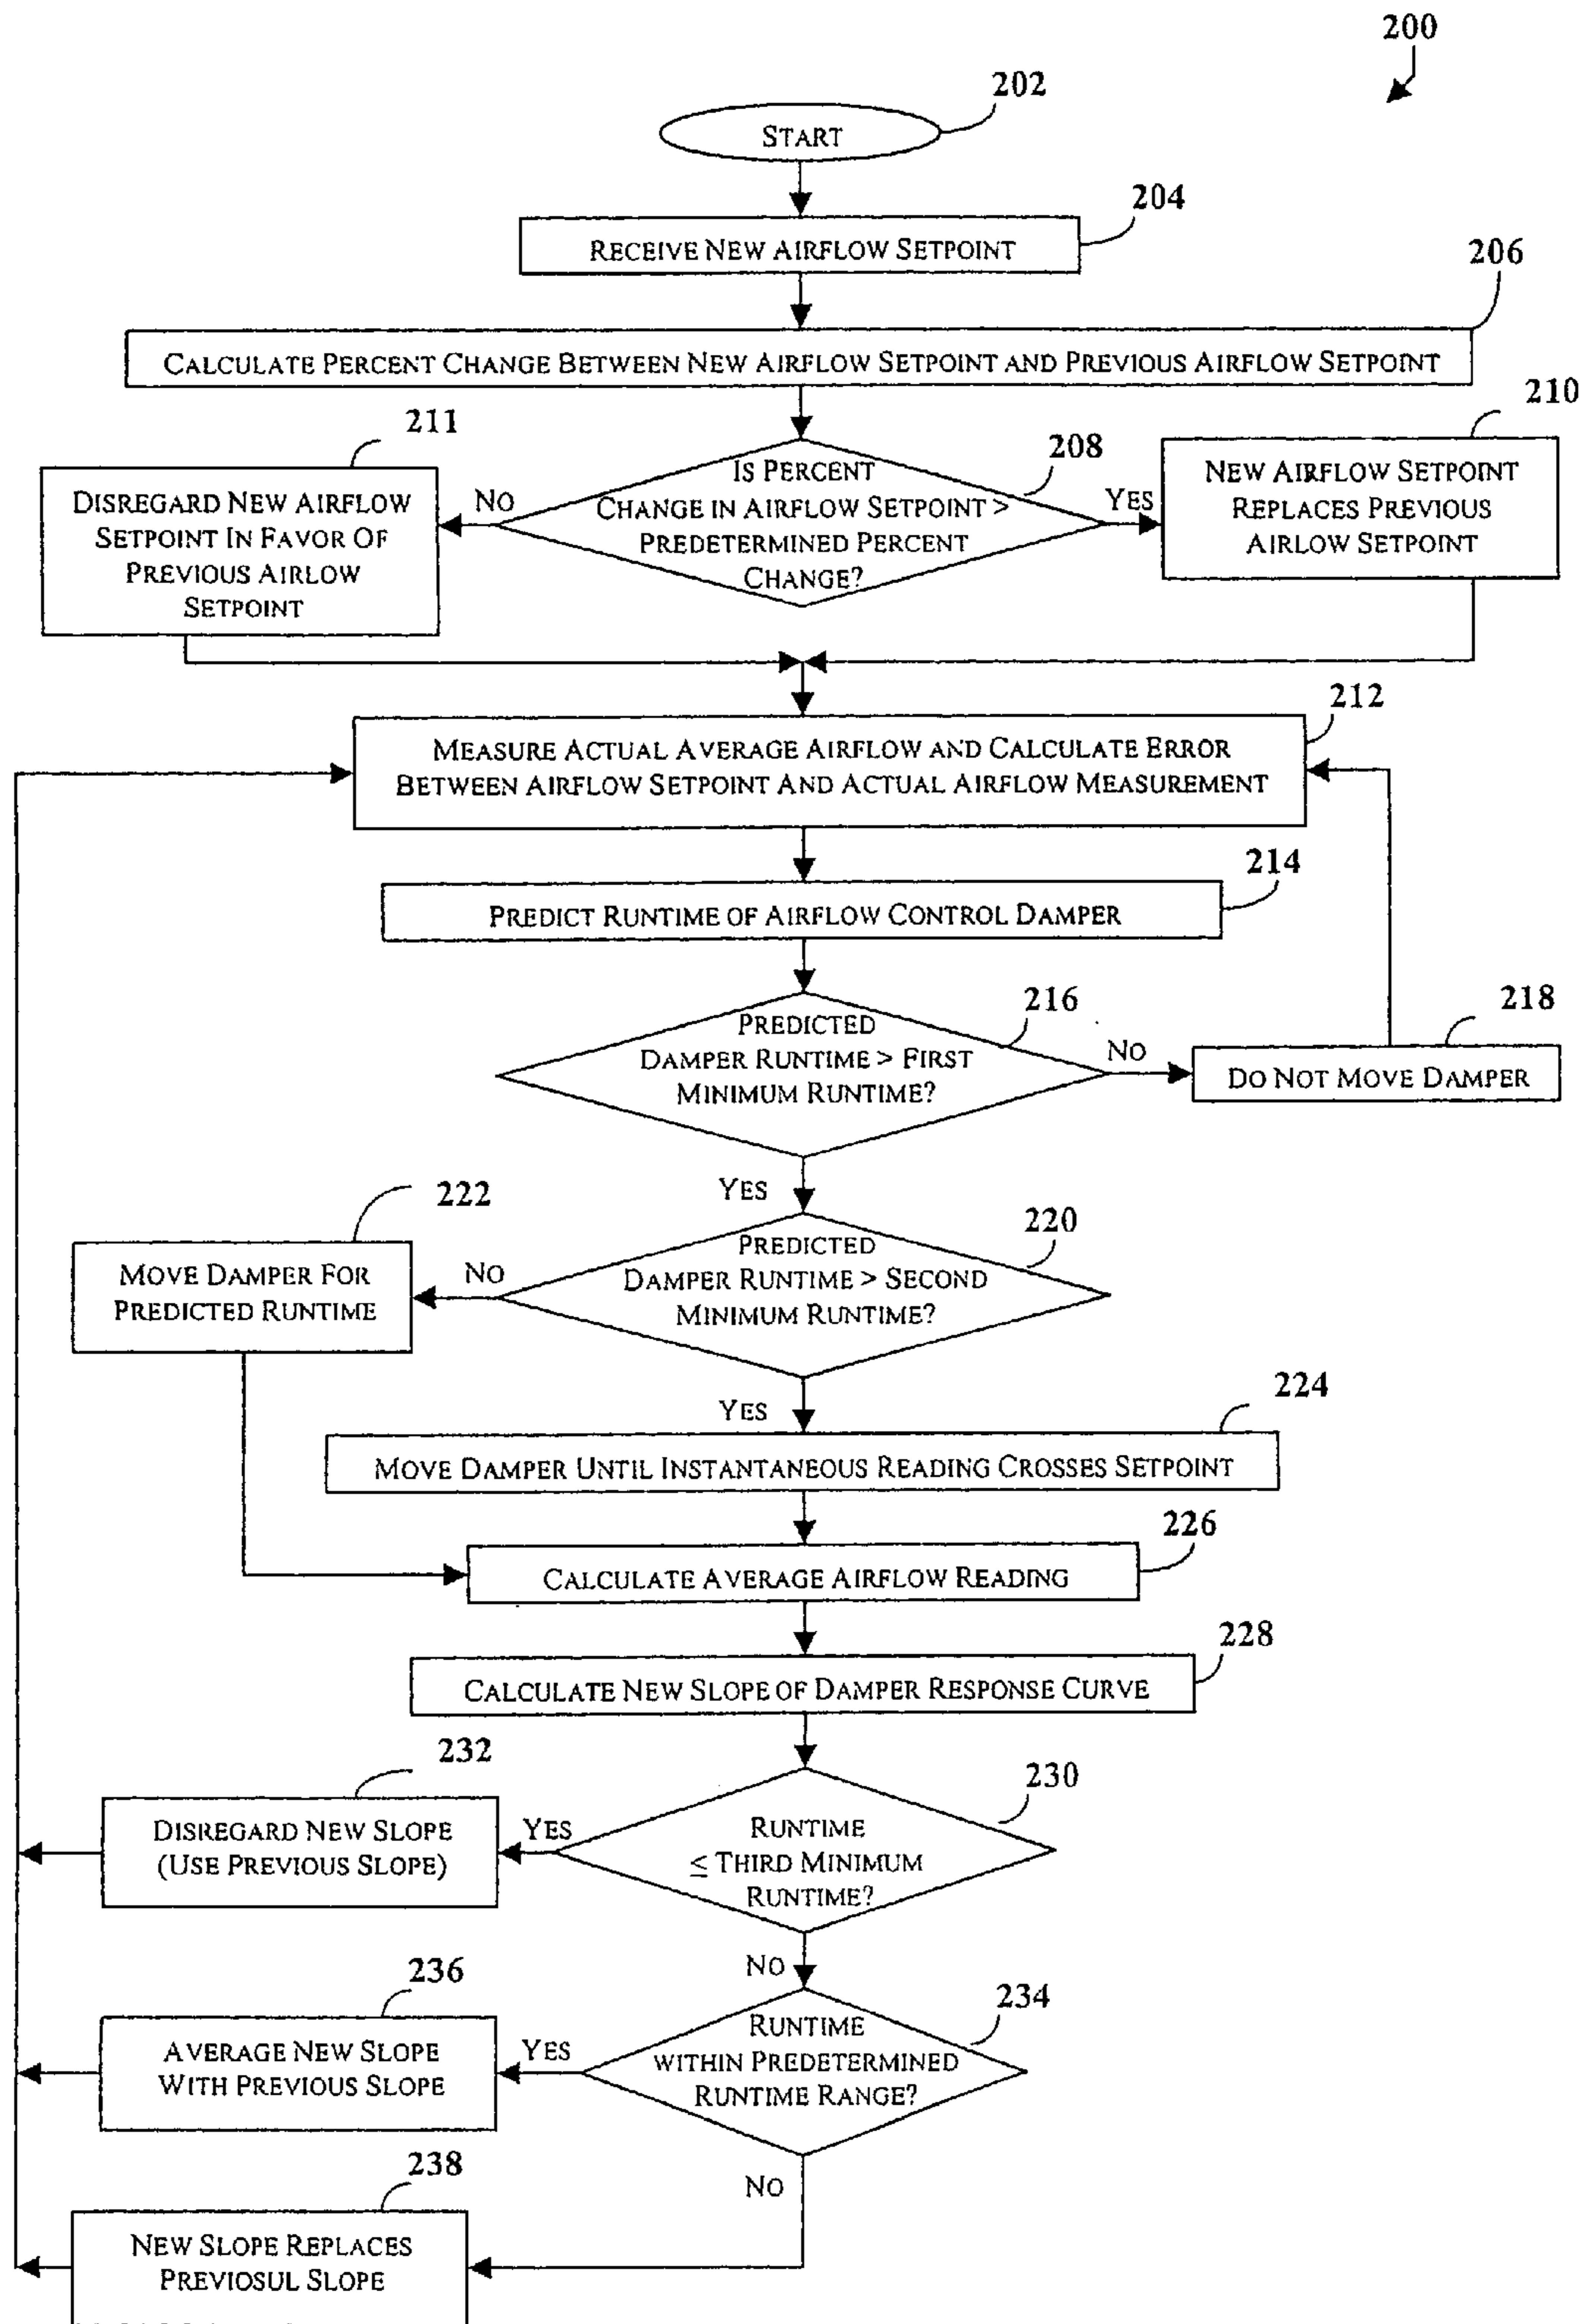 200
202
START
204
RECEIVE NEW AIRFLOW SETPOINT
206
CALCULATE PERCENT CHANGE BETWEEN NEW AIRFLOW SETPOINT AND PREVIOUS AIRFLOW SETPOINT
211
DISREGARD NEW AIRFLOW
SETPOINT IN FAVOR OF
PREVIOUS AIRLOW
SETPOINT
NO
208
IS PERCENT
CHANGE IN AIRFLOW SETPOINT >
PREDETERMINED PERCENT
CHANGE?
YES
210
NEW AIRFLOW SETPOINT
REPLACES PREVIOUS
AIRLOW SETPOINT
212
MEASURE ACTUAL AVERAGE AIRFLOW AND CALCULATE ERROR
BETWEEN AIRFLOW SETPOINT AND ACTUAL AIRFLOW MEASUREMENT
214
PREDICT RUNTIME OF AIRFLOW CONTROL DAMPER
216
PREDICTED
DAMPER RUNTIME > FIRST
MINIMUM RUNTIME?
NO
218
DO NOT MOVE DAMPER
YES
222
MOVE DAMPER FOR
PREDICTED RUNTIME
NO
220
PREDICTED
DAMPER RUNTIME > SECOND
MINIMUM RUNTIME?
YES
224
MOVE DAMPER UNTIL INSTANTANEOUS READING CROSSES SETPOINT
226
CALCULATE AVERAGE AIRFLOW READING
228
CALCULATE NEW SLOPE OF DAMPER RESPONSE CURVE
232
DISREGARD NEW SLOPE
(USE PREVIOUS SLOPE)
YES
230
RUNTIME
≤ THIRD MINIMUM
RUNTIME?
NO
236
AVERAGE NEW SLOPE
WITH PREVIOUS SLOPE
YES
234
RUNTIME
WITHIN PREDETERMINED
RUNTIME RANGE?
NO
238
NEW SLOPE REPLACES
PREVIOSUL SLOPE